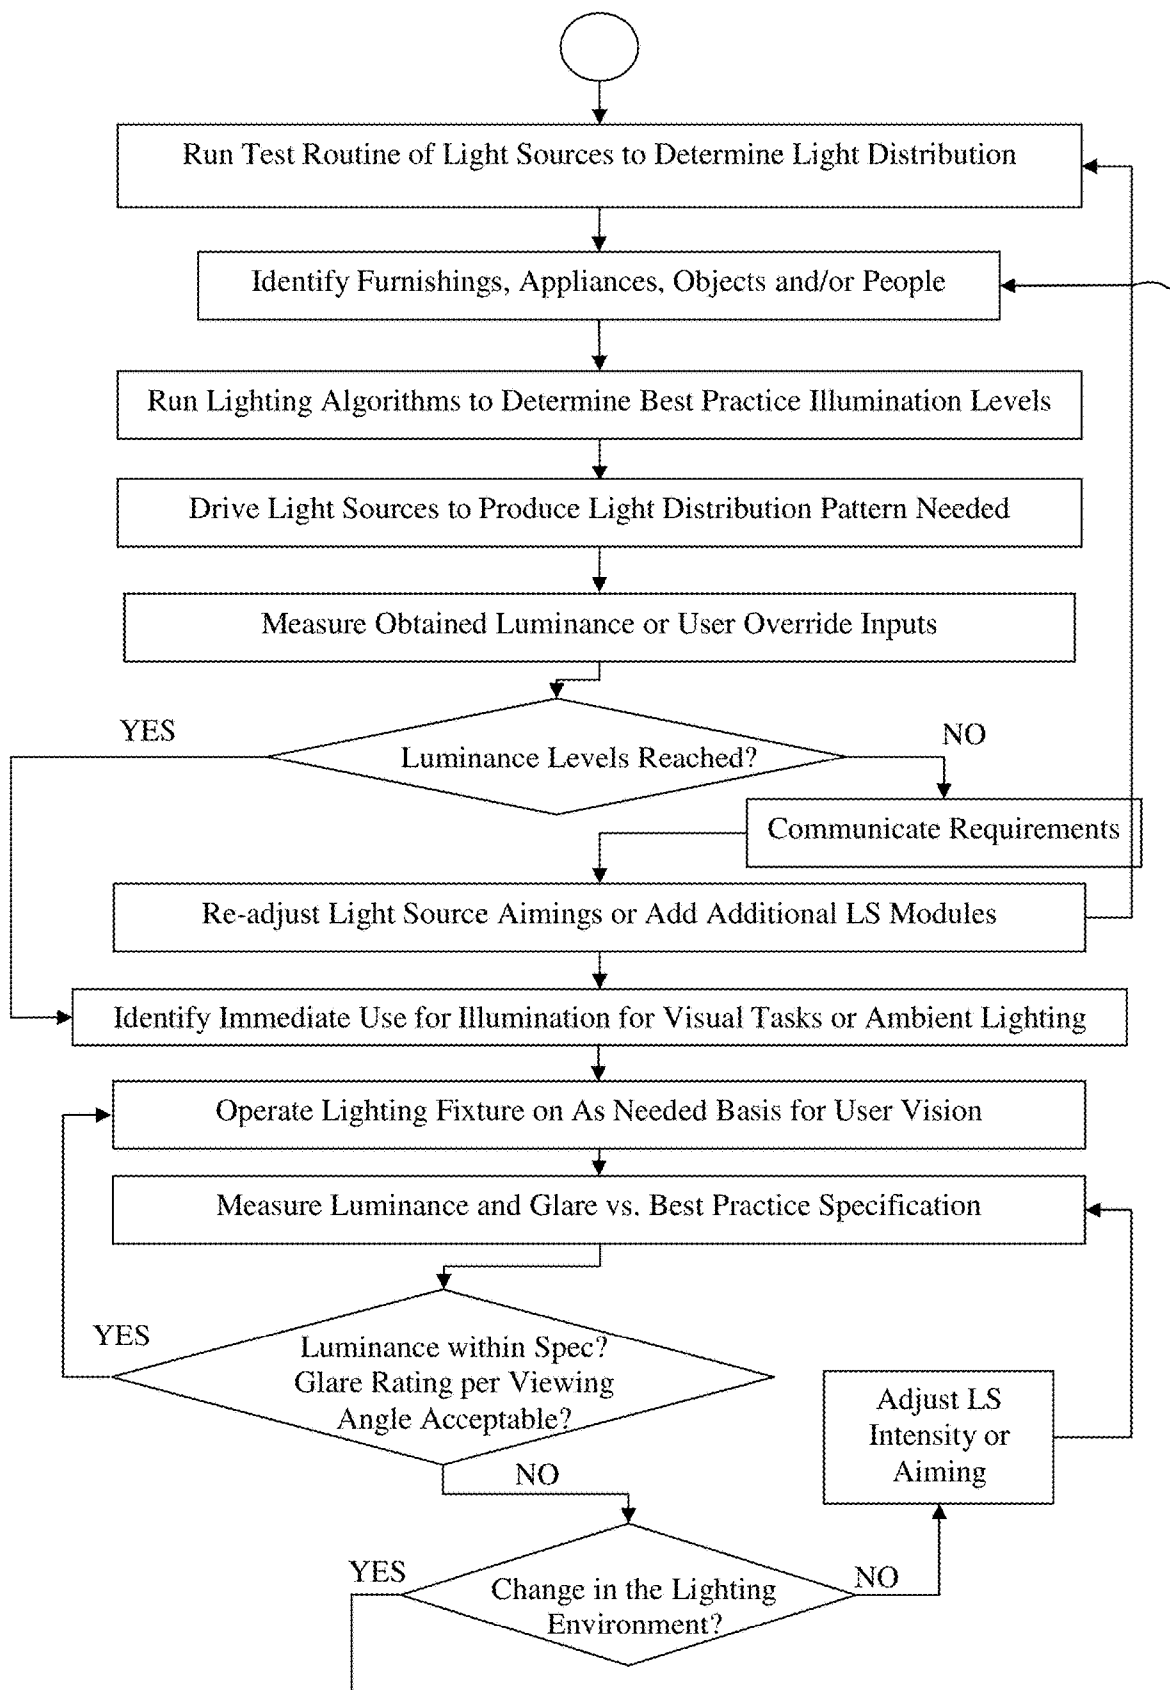 Run Test Routine of Light Sources to Determine Light Distribution
Identify Furnishings, Appliances, Objects and/or People
Run Lighting Algorithms to Determine Best Practice Illumination Levels
Drive Light Sources to Produce Light Distribution Pattern Needed
Measure Obtained Luminance or User Override Inputs
YES
NO
Luminance Levels Reached?
Communicate Requirements
Re-adjust Light Source Aimings or Add Additional LS Modules
Identify Immediate Use for Illumination for Visual Tasks or Ambient Lighting
Operate Lighting Fixture on As Needed Basis for User Vision
Measure Luminance and Glare vs. Best Practice Specification
YES
Luminance within Spec?
Glare Rating per Viewing
Angle Acceptable?
Adjust LS
Intensity or
Aiming
NO
YES
NO
Change in the Lighting
Environment?